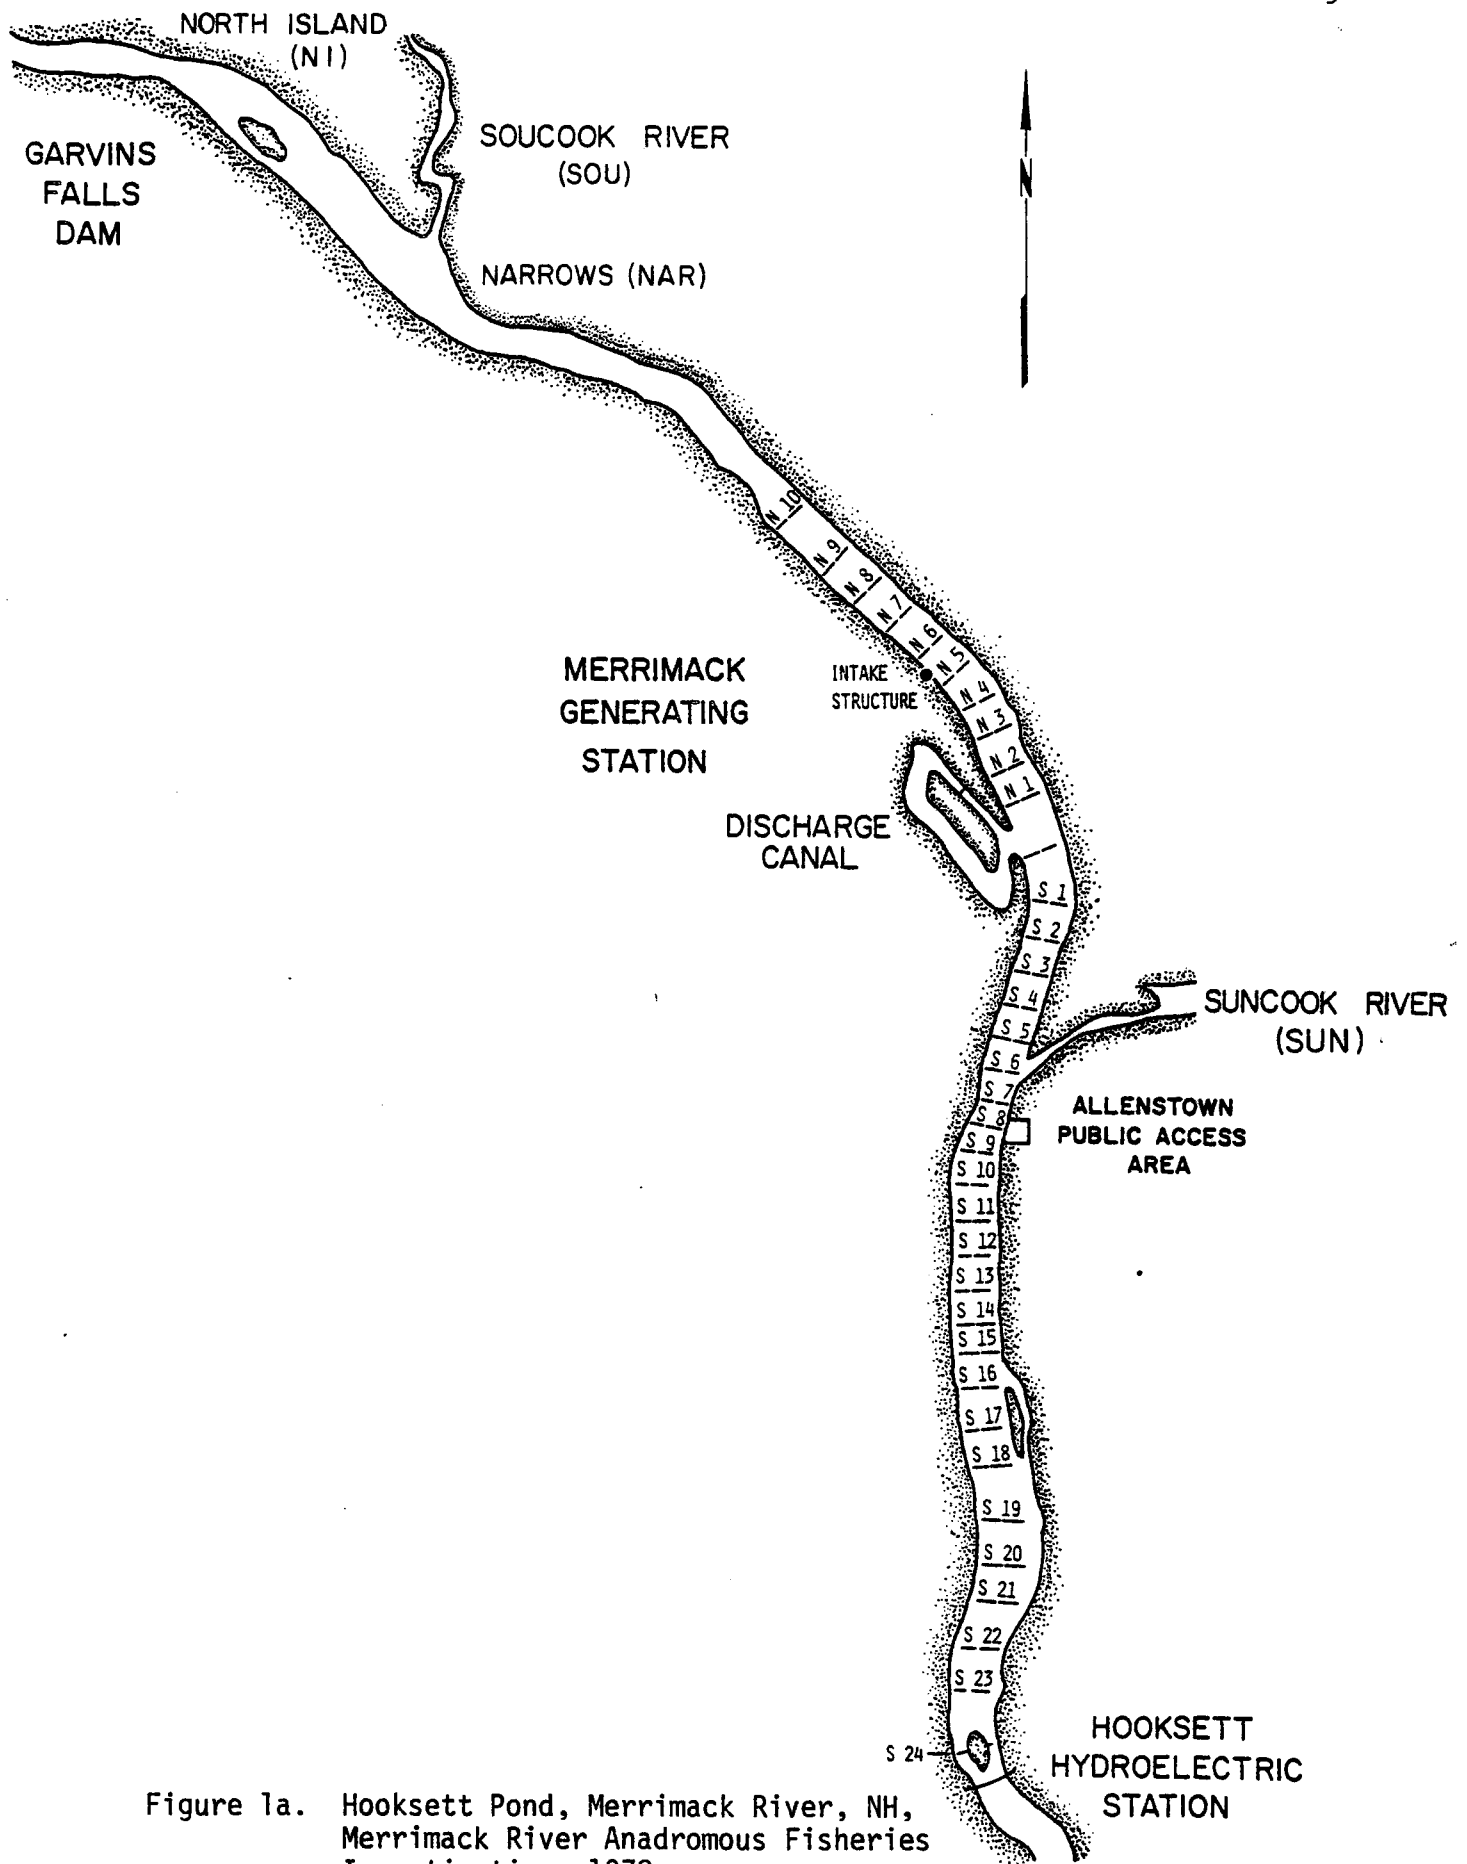 NORTH ISLAND
(NI)
SOUCOOK RIVER
(SOU)
GARVINS
FALLS
DAM
N
NARROWS (NAR)
N 10
N 9
N 8
N 7
N 6
N 5
N 4
N 3
N 2
N 1
INTAKE
STRUCTURE
MERRIMACK
GENERATING
STATION
DISCHARGE
CANAL
S 1
S 2
S 3
S 4
S 5
S 6
S 7
S 8
S 9
S 10
SUNCOOK RIVER
(SUN)
ALLENSTOWN
PUBLIC ACCESS
AREA
S 11
S 12
S 13
S 14
S 15
S 16
S 17
S 18
S 19
S 20
S 21
S 22
S 23
S 24
HOOKSETT
HYDROELECTRIC
STATION
Figure 1a. Hooksett Pond, Merrimack River, NH,
Merrimack River Anadromous Fisheries